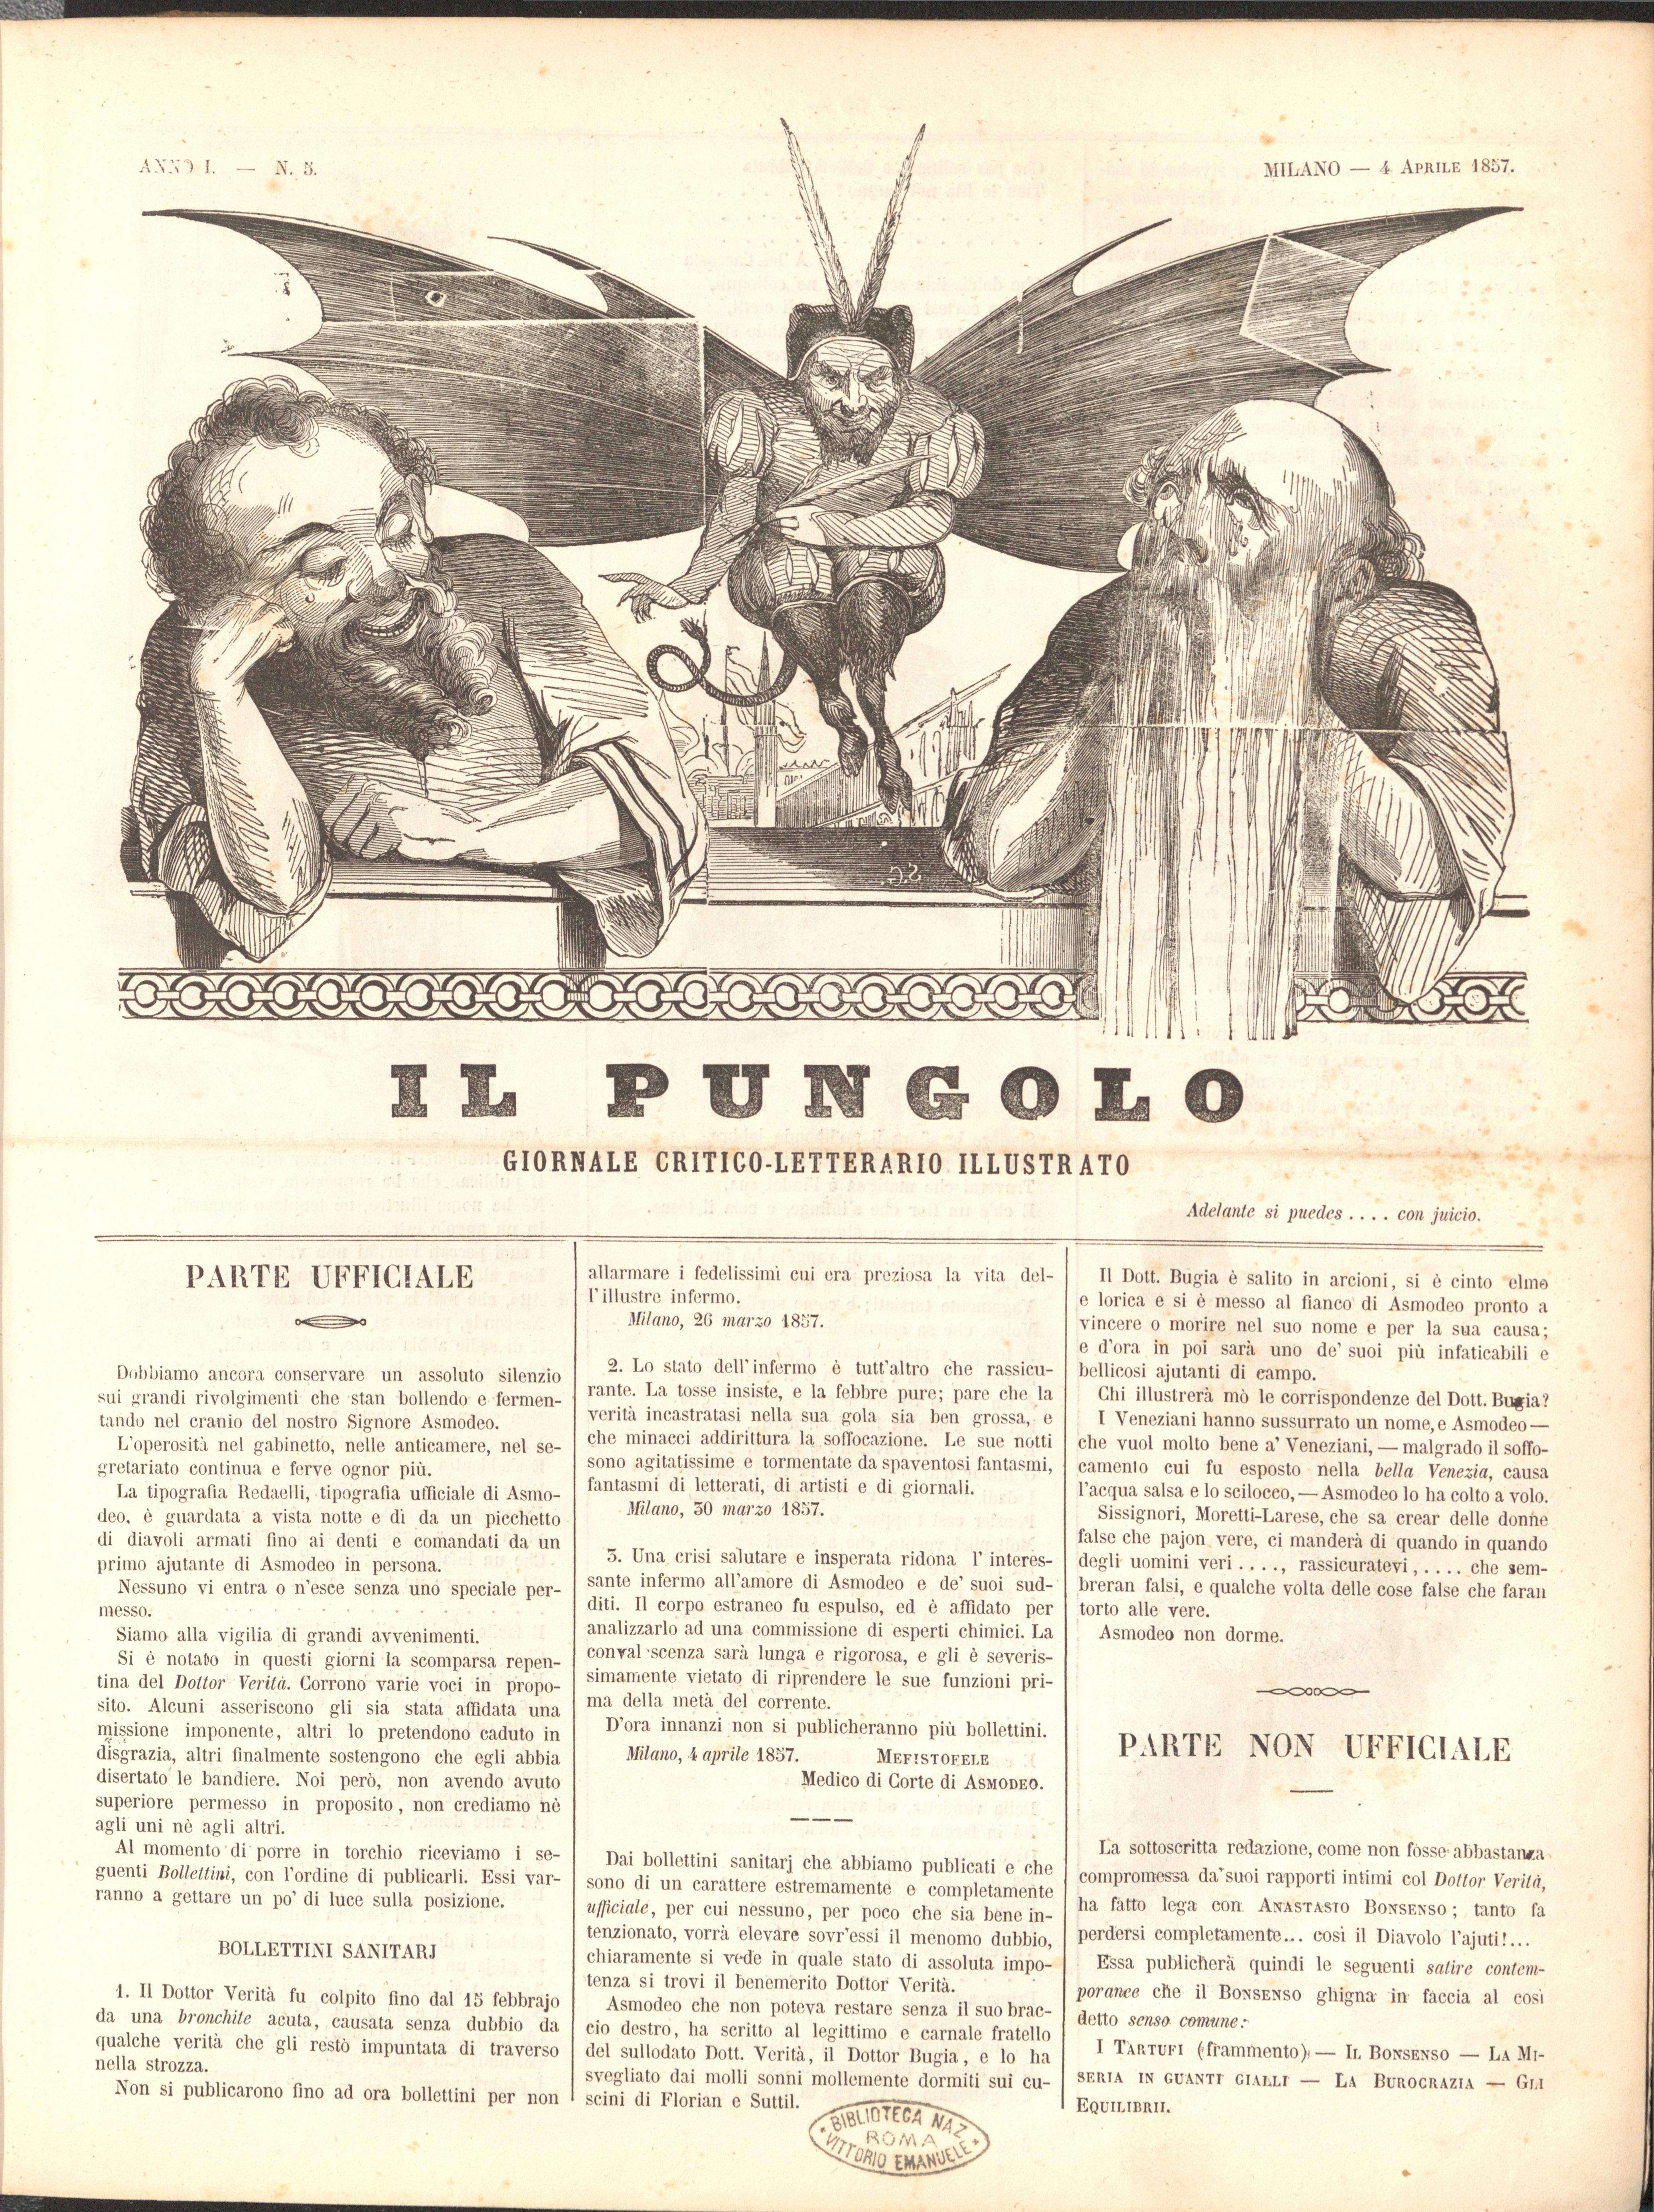 ANNO I. — N. 5.
MILANO — 4 APRILE 1857.
IL PUNGOLO
GIORNALE CRITICO-LETTERARIO ILLUSTRATO
Adelante si puedes .... con juicio.
PARTE UFFICIALE
Dobbiamo ancora conservare un assoluto silenzio
sui grandi rivolgimenti che stan bollendo e fermen-
tando nel cranio del nostro Signore Asmodeo.
L'operosità nel gabinetto, nelle anticamere, nel se-
gretariato continua e ferve ognor più.
La tipografia Redaelli, tipografia ufficiale di Asmo-
deo, è guardata a vista notte e dì da un picchetto
di diavoli armati fino ai denti e comandati da un
primo ajutante di Asmodeo in persona.
Nessuno vi entra o n'esce senza uno speciale per-
messo.
Siamo alla vigilia di grandi avvenimenti.
Si è notato in questi giorni la scomparsa repen-
tina del Dottor Verità. Corrono varie voci in propo-
sito. Alcuni asseriscono gli sia stata affidata una
missione imponente, altri lo pretendono caduto in
disgrazia, altri finalmente sostengono che egli abbia
disertato le bandiere. Noi però, non avendo avuto
superiore permesso in proposito, non crediamo nè
agli uni nè agli altri.
Al momento di porre in torchio riceviamo i se-
guenti Bollettini, con l'ordine di publicarli. Essi var-
ranno a gettare un po' di luce sulla posizione.
BOLLETTINI SANITARJ
1. Il Dottor Verità fu colpito fino dal 15 febbrajo
da una bronchite acuta, causata senza dubbio da
qualche verità che gli restò impuntata di traverso
nella strozza.
Non si publicarono fino ad ora bollettini per non
allarmare i fedelissimi cui era preziosa la vita del-
l'illustre infermo.
Milano, 26 marzo 1857.
2. Lo stato dell'infermo è tutt'altro che rassicu-
rante. La tosse insiste, e la febbre pure; pare che la
verità incastratasi nella sua gola sia ben grossa, e
che minacci addirittura la soffocazione. Le sue notti
sono agitatissime e tormentate da spaventosi fantasmi,
fantasmi di letterati, di artisti e di giornali.
Milano, 30 marzo 1857.
3. Una crisi salutare e insperata ridona l'interes-
sante infermo all'amore di Asmodeo e de' suoi sud-
diti. Il corpo estraneo fu espulso, ed è affidato per
analizzarlo ad una commissione di esperti chimici. La
conval scenza sarà lunga e rigorosa, e gli è severis-
simamente vietato di riprendere le sue funzioni pri-
ma della metà del corrente.
D'ora innanzi non si publicheranno più bollettini.
Milano, 4 aprile 1857. MEFISTOFELE
Medico di Corte di ASMODEO.
Dai bollettini sanitarj che abbiamo publicati e che
sono di un carattere estremamente e completamente
ufficiale, per cui nessuno, per poco che sia bene in-
tenzionato, vorrà elevare sovr'essi il menomo dubbio,
chiaramente si vede in quale stato di assoluta impo-
tenza si trovi il benemerito Dottor Verità.
Asmodeo che non poteva restare senza il suo brac-
cio destro, ha scritto al legittimo e carnale fratello
del sullodato Dott. Verità, il Dottor Bugia, e lo ha
svegliato dai molli sonni mollemente dormiti sui cu-
scini di Florian e Suttil.
Il Dott. Bugia è salito in arcioni, si è cinto elmo
e lorica e si è messo al fianco di Asmodeo pronto a
vincere o morire nel suo nome e per la sua causa;
e d'ora in poi sarà uno de' suoi più infaticabili e
bellicosi ajutanti di campo.
Chi illustrerà mò le corrispondenze del Dott. Bugia?
I Veneziani hanno sussurrato un nome, e Asmodeo —
che vuol molto bene a' Veneziani, — malgrado il soffo-
camento cui fu esposto nella bella Venezia, causa
l'acqua salsa e lo scilocco, — Asmodeo lo ha colto a volo.
Sissignori, Moretti-Larese, che sa crear delle donne
false che pajon vere, ci manderà di quando in quando
degli uomini veri ...., rassicuratevi, .... che sem-
breran falsi, e qualche volta delle cose false che faran
torto alle vere.
Asmodeo non dorme.
PARTE NON UFFICIALE
La sottoscritta redazione, come non fosse abbastanza
compromessa da' suoi rapporti intimi col Dottor Verità,
ha fatto lega con ANASTASIO BONSENSO; tanto fa
perdersi completamente... così il Diavolo l'ajuti!...
Essa publicherà quindi le seguenti satire contem-
poranee che il BONSENSO ghigna in faccia al così
detto senso comune:
I TARTUFI (frammento) — IL BONSENSO — LA MI-
SERIA IN GUANTI GIALLI — LA BUROCRAZIA — GLI
EQUILIBRII.
BIBLIOTECA NAZ.
ROMA
VITTORIO EMANUELE